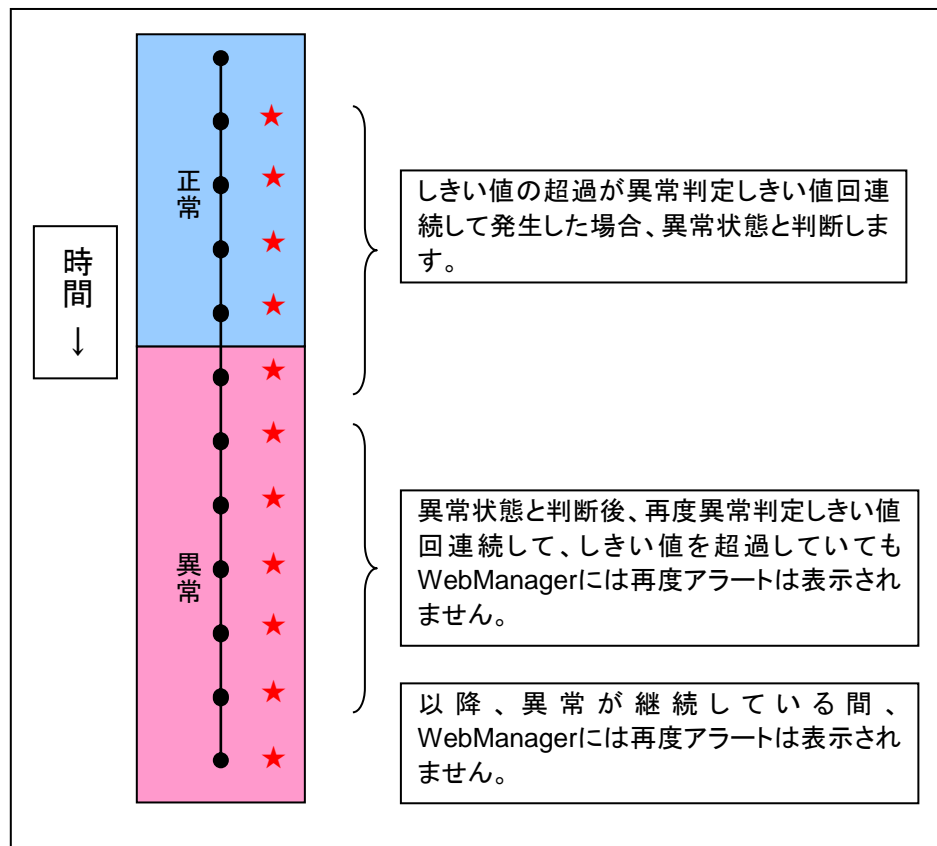 正常
しきい値の超過が異常判定しきい値回連
続して発生した場合、異常状態と判断しま
す。
時間
↓
異常
異常状態と判断後、再度異常判定しきい値
回連続して、しきい値を超過していても
WebManagerには再度アラートは表示され
ません。
以降、異常が継続している間、
WebManagerには再度アラートは表示され
ません。